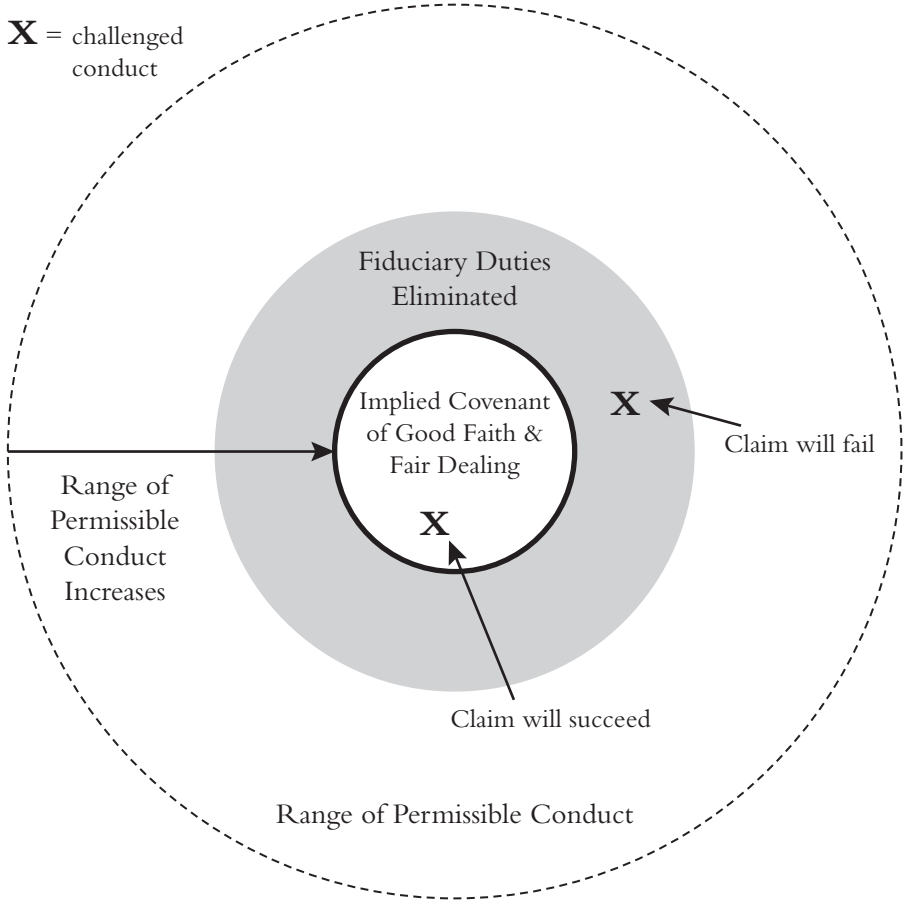 X = challenged
conduct
Fiduciary Duties
Eliminated
Implied Covenant
of Good Faith &
Fair Dealing
X
X
Claim will fail
Range of
Permissible
Conduct
Increases
Claim will succeed
Range of Permissible Conduct